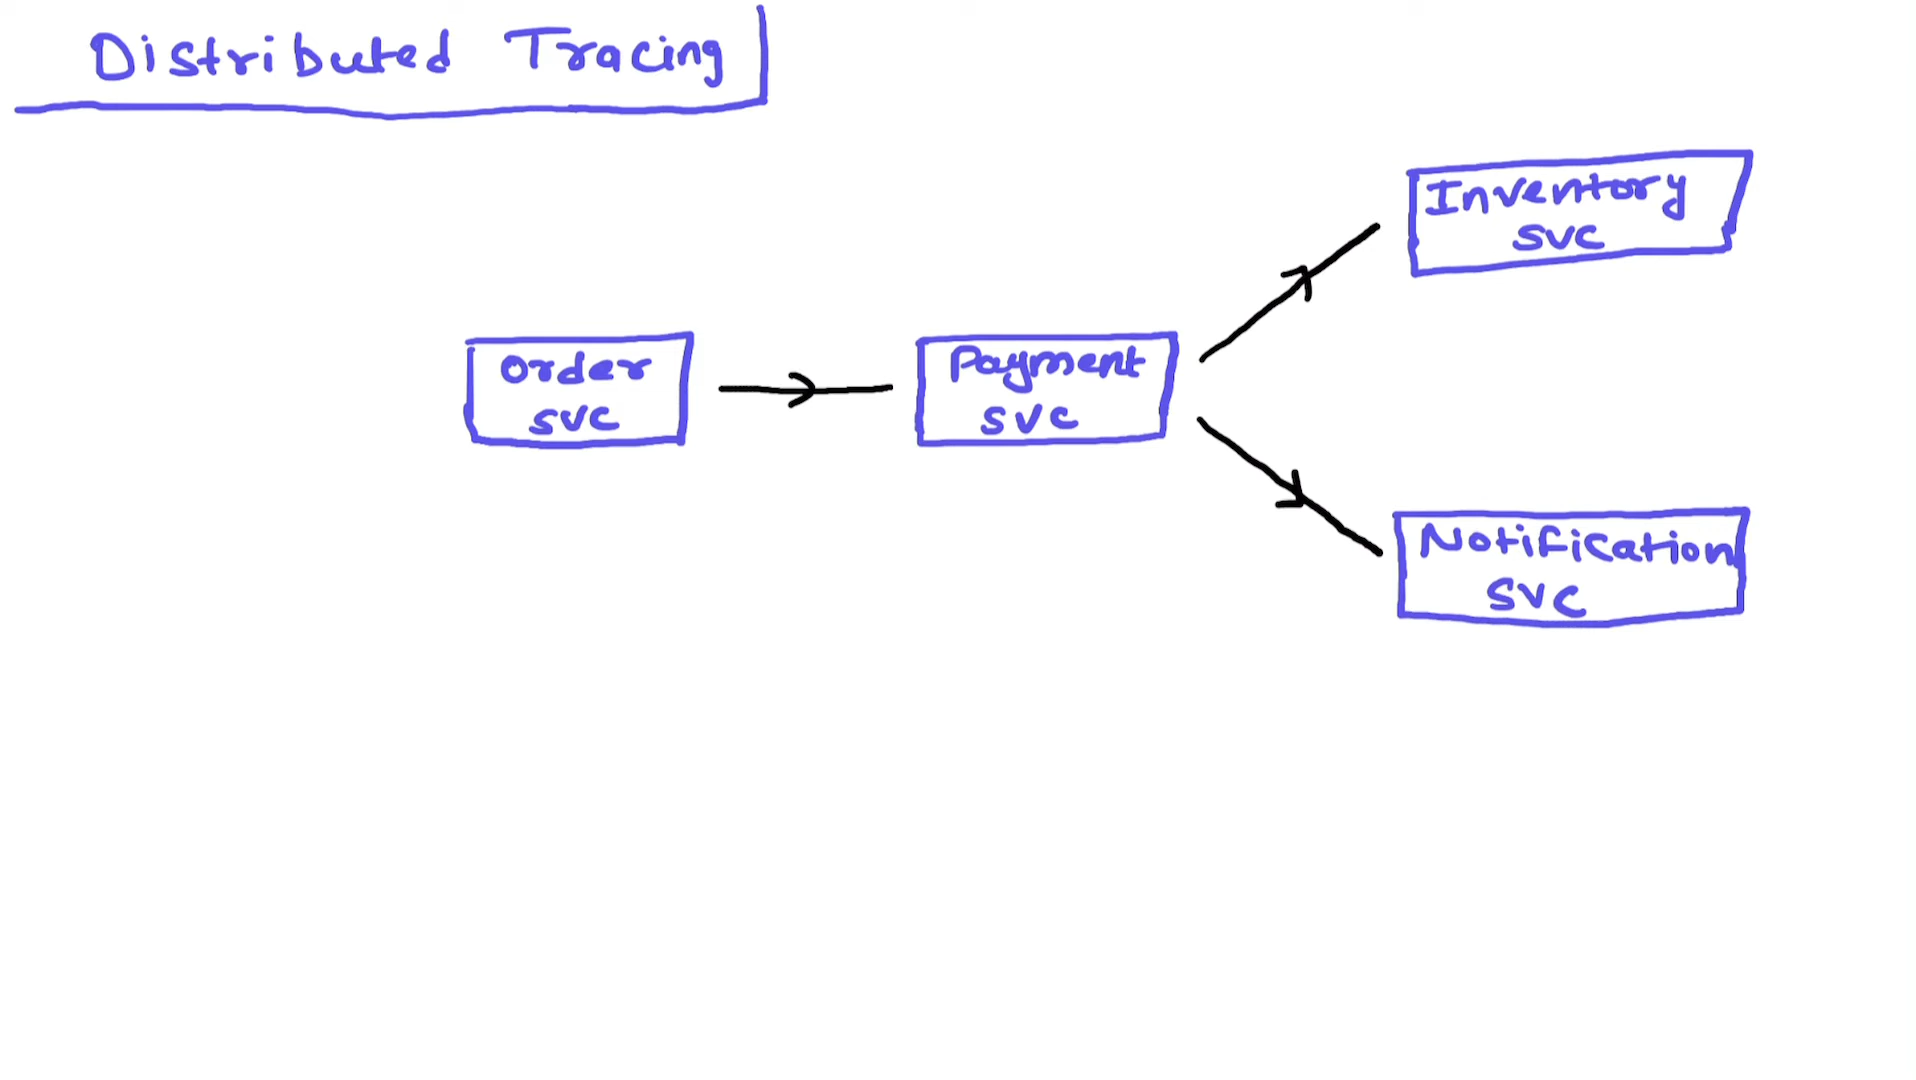 Distributed Tracing
Inventory
SVC
Order
SVC
Payment
SVC
Notification
SVC